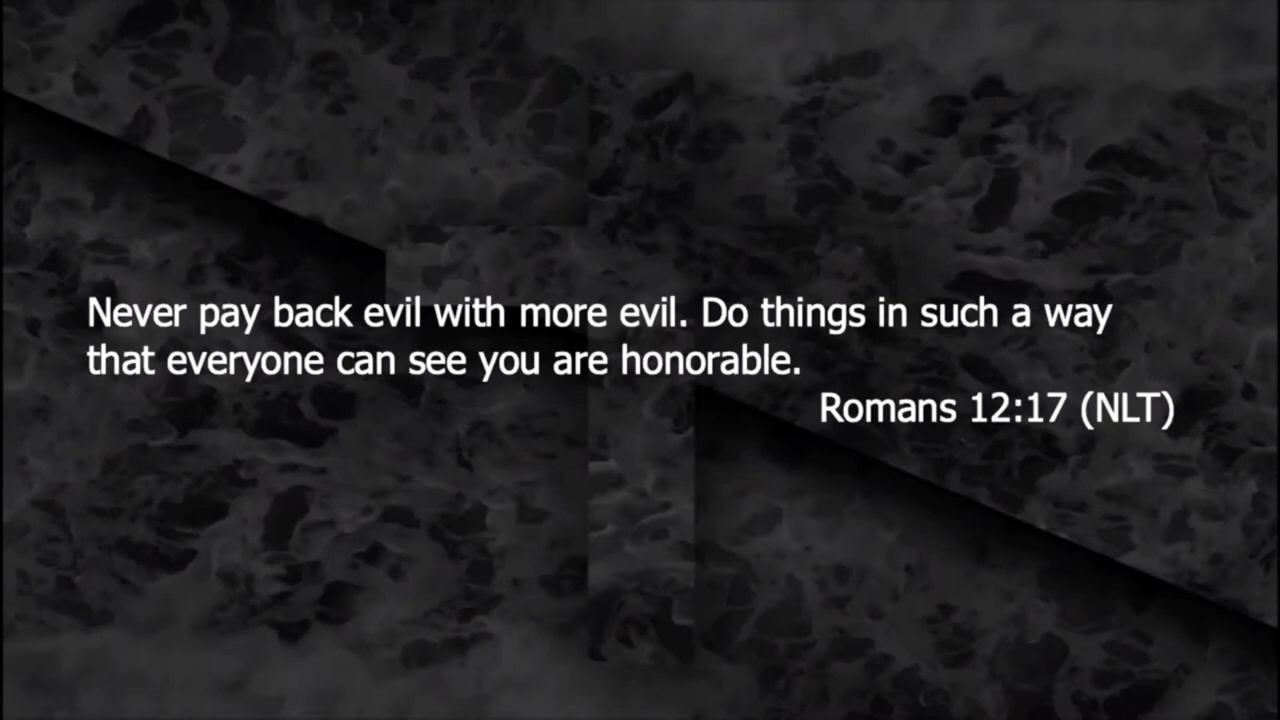 Never pay back evil with more evil. Do things in such a way
that everyone can see you are honorable.
Romans 12:17 (NLT)